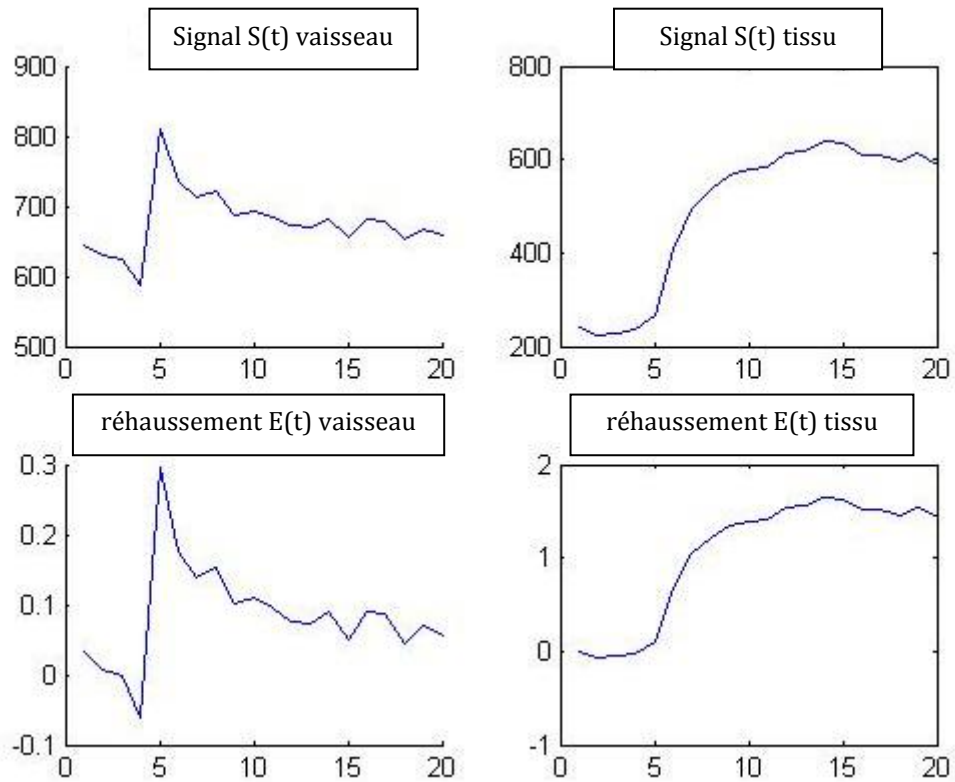 Signal S(t) vaisseau
900
800
700
600
500
0 5 10 15 20
Signal S(t) tissu
800
600
400
200
0 5 10 15 20
réhaussement E(t) vaisseau
0.3
0.2
0.1
0
-0.1
0 5 10 15 20
réhaussement E(t) tissu
2
1
0
-1
0 5 10 15 20